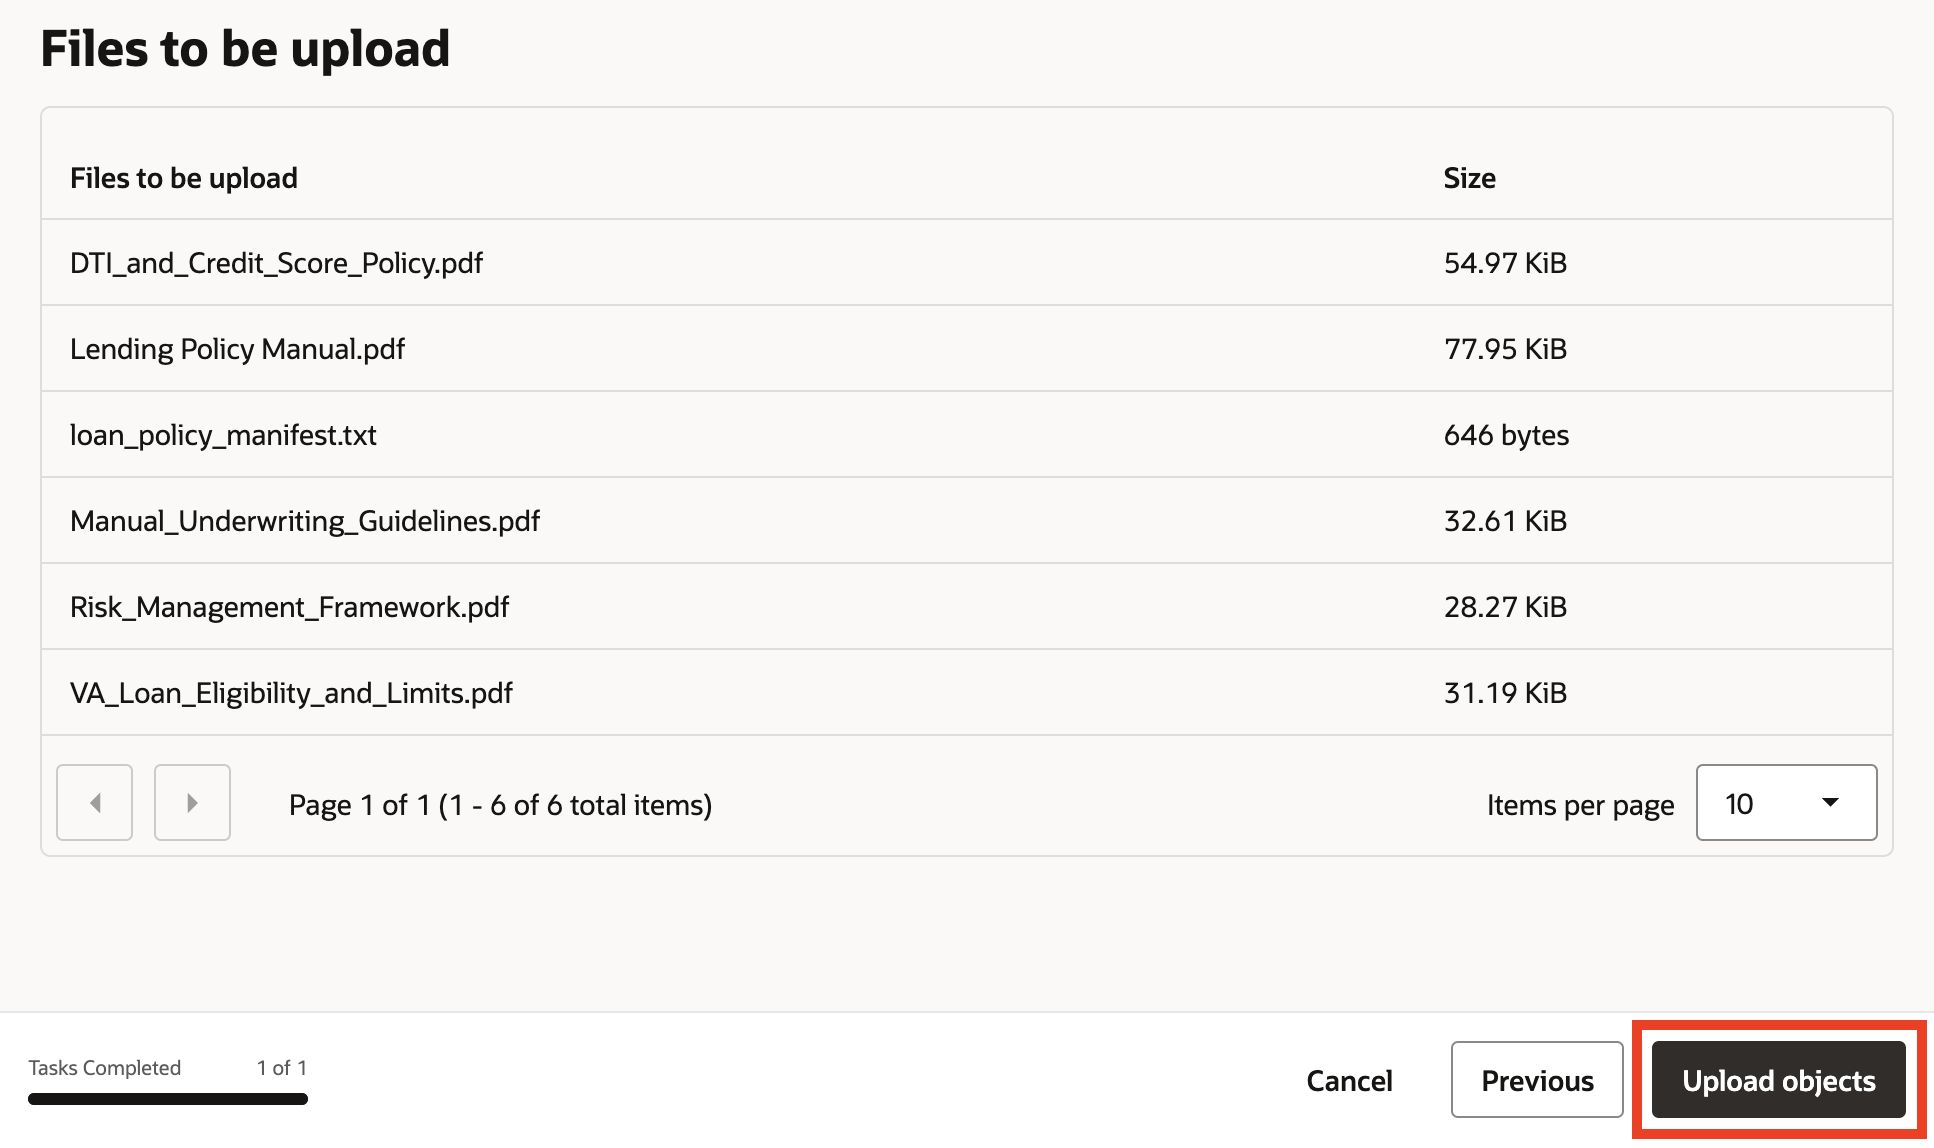 Files to be upload
Files to be upload Size
DTI_and_Credit_Score_Policy.pdf 54.97 KiB
Lending Policy Manual.pdf 77.95 KiB
loan_policy_manifest.txt 646 bytes
Manual_Underwriting_Guidelines.pdf 32.61 KiB
Risk_Management_Framework.pdf 28.27 KiB
VA_Loan_Eligibility_and_Limits.pdf 31.19 KiB
Page 1 of 1 (1 - 6 of 6 total items) Items per page 10
Tasks Completed 1 of 1 Cancel Previous Upload objects